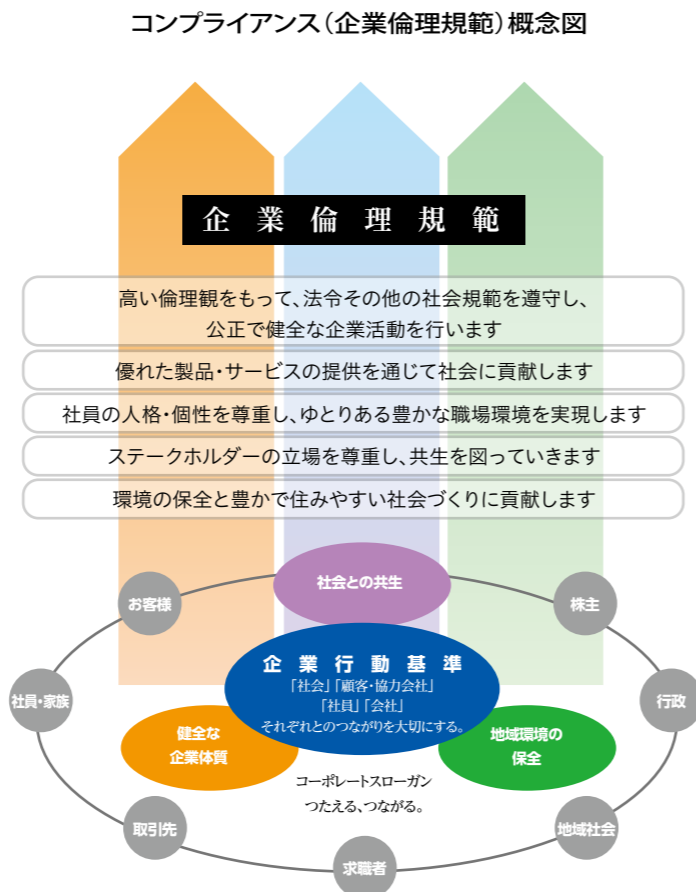 コンプライアンス(企業倫理規範)概念図
企業倫理規範
高い倫理観をもって、法令その他の社会規範を遵守し、
公正で健全な企業活動を行います
優れた製品・サービスの提供を通じて社会に貢献します
社員の人格・個性を尊重し、ゆとりある豊かな職場環境を実現します
ステークホルダーの立場を尊重し、共生を図っていきます
環境の保全と豊かで住みやすい社会づくりに貢献します
社会との共生
お客様
株主
企業行動基準
「社会」「顧客・協力会社」
「社員」「会社」
それぞれとのつながりを大切にする。
社員・家族
行政
健全な
企業体質
地域環境の
保全
コーポレートスローガン
つたえる、つながる。
取引先
地域社会
求職者